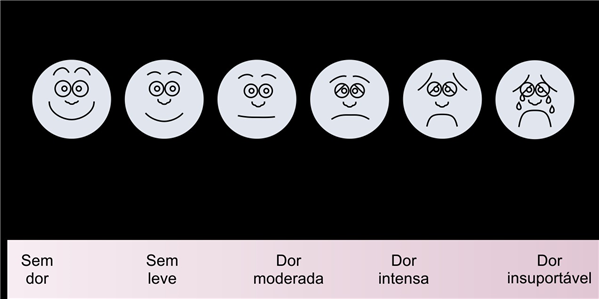 Sem
dor
Sem
leve
Dor
moderada
Dor
intensa
Dor
insuportável